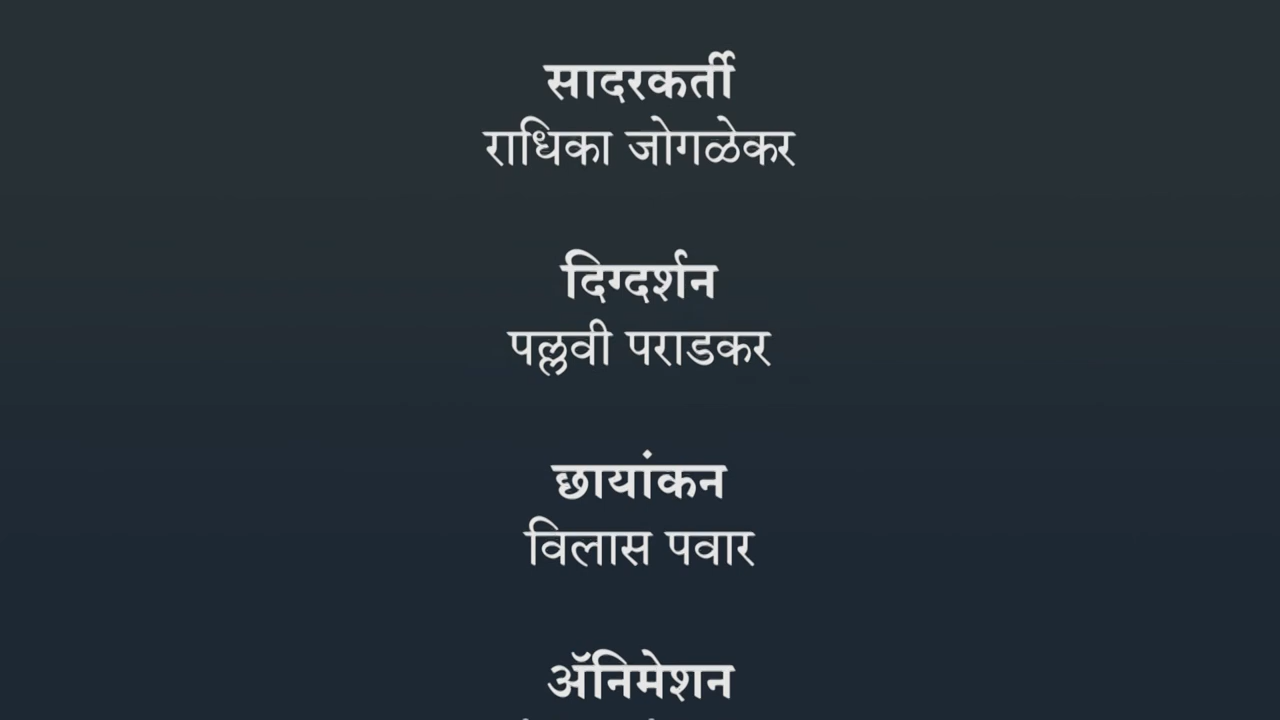 सादरकर्ती
राधिका जोगळेकर
दिग्दर्शन
पल्लवी पराडकर
छायांकन
विलास पवार
ॲनिमेशन